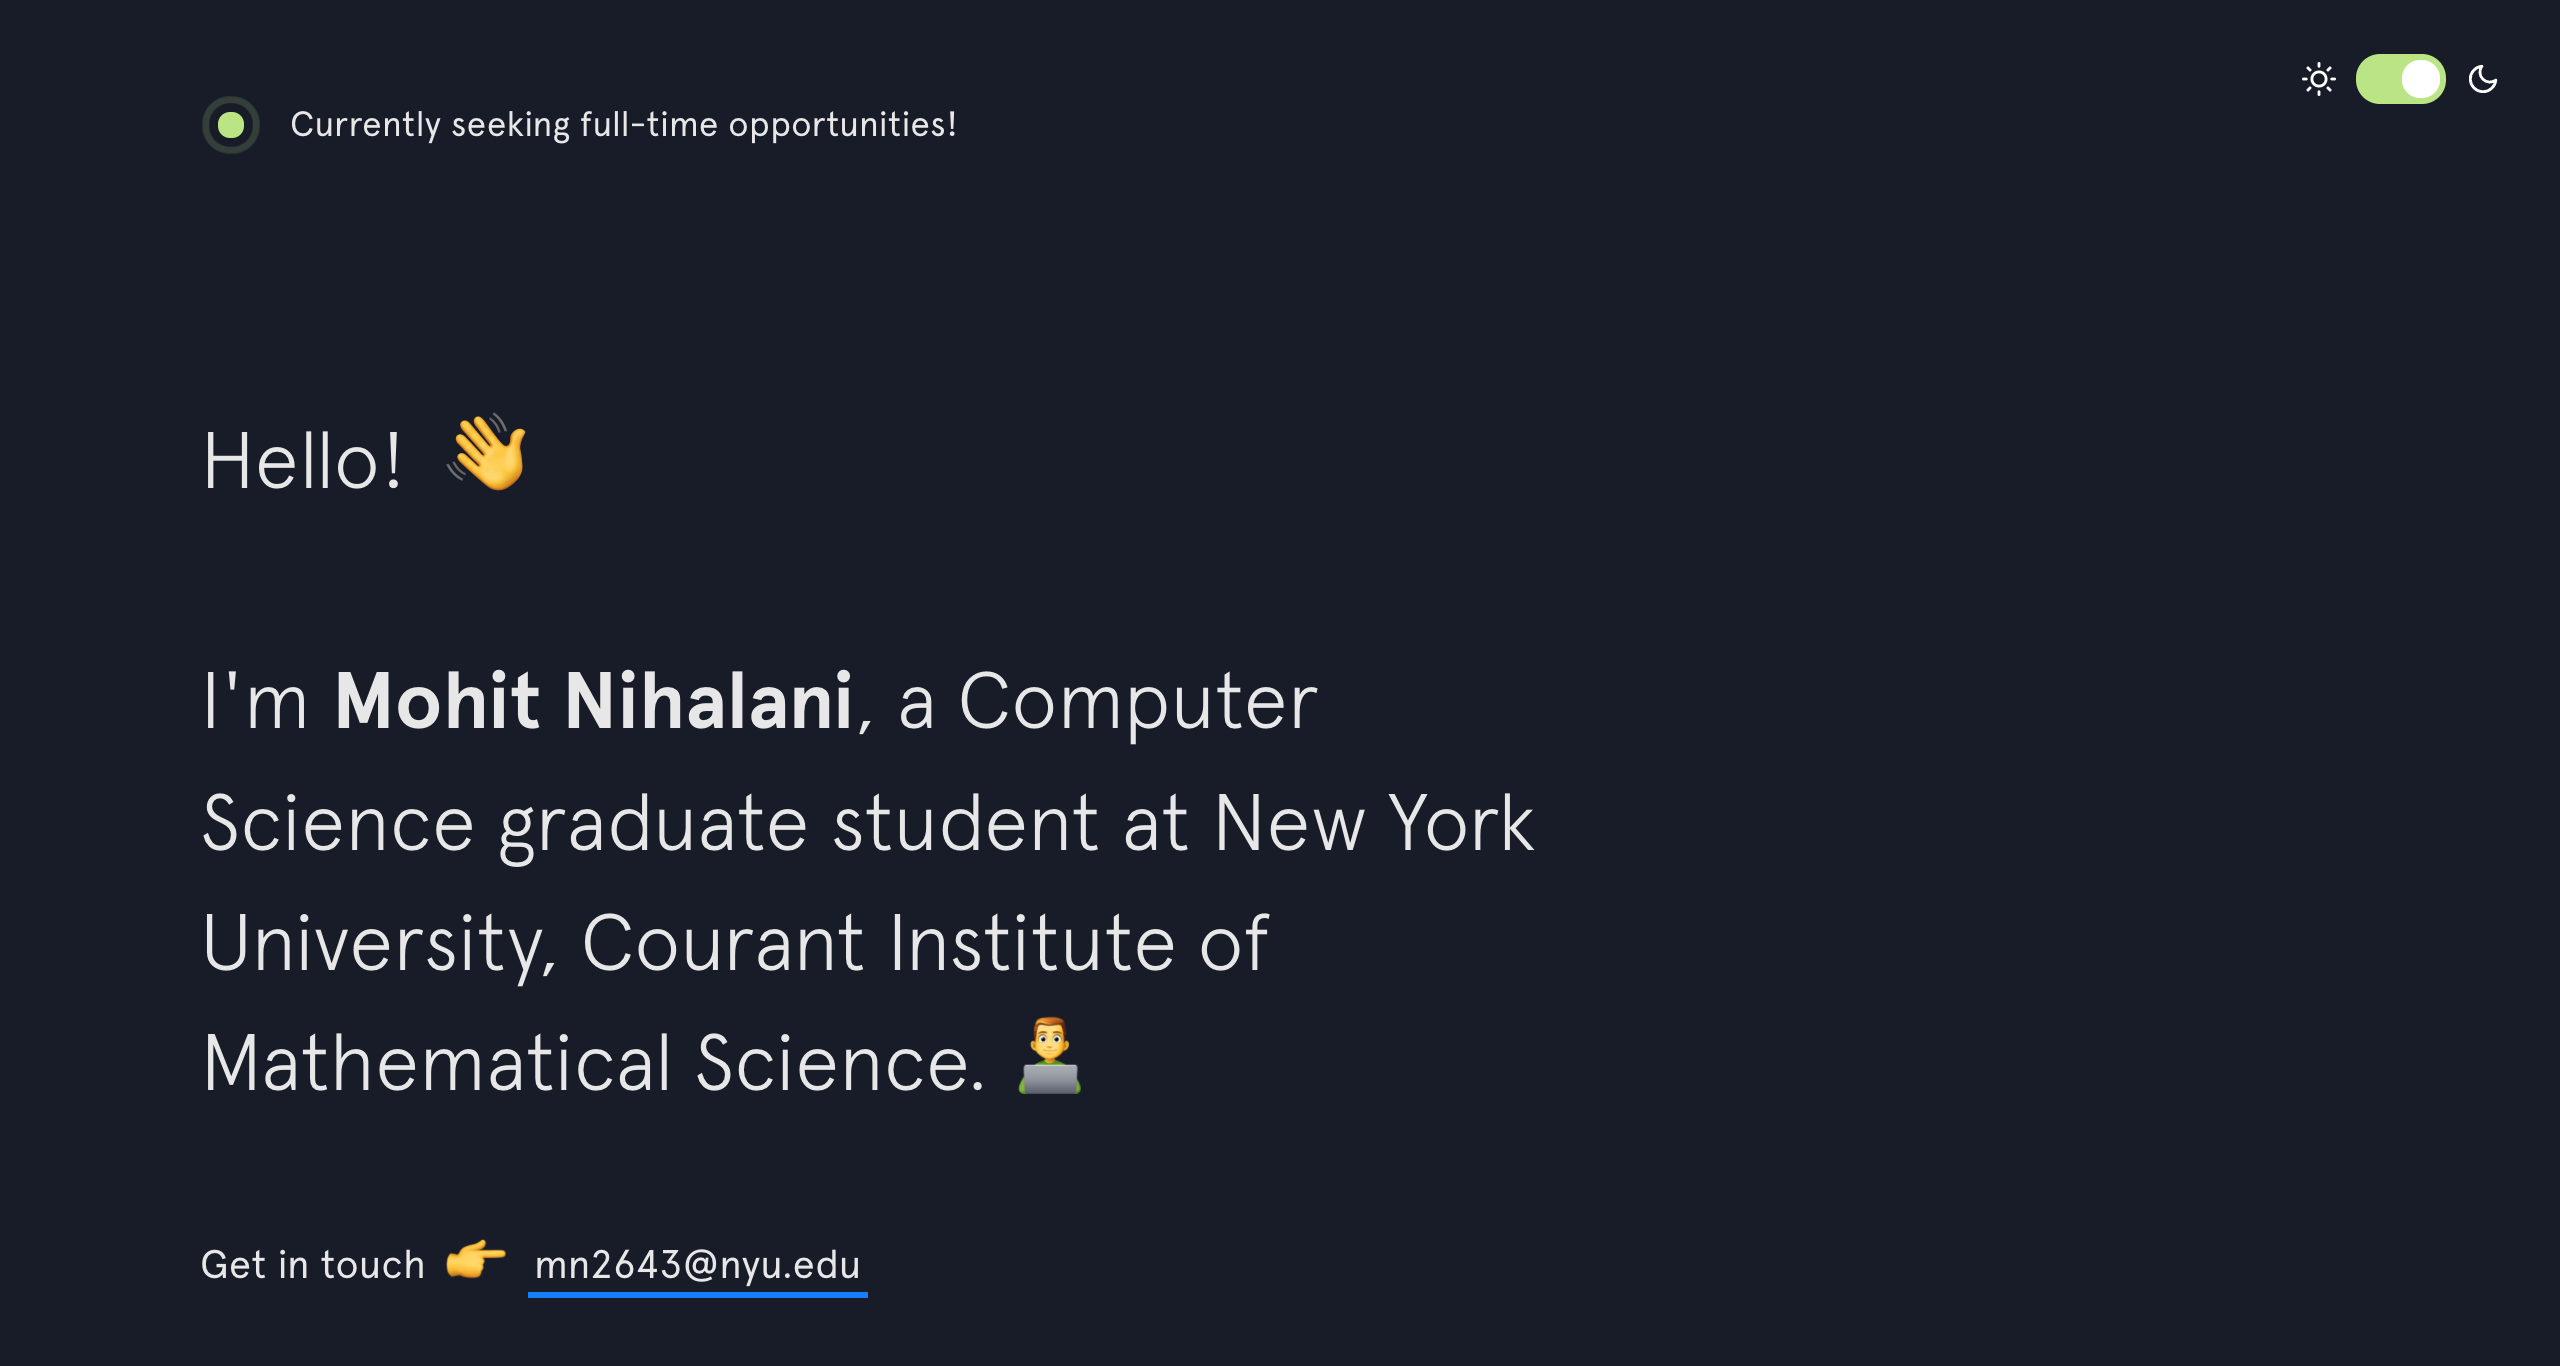 Currently seeking full-time opportunities!
Hello! 👋
I'm Mohit Nihalani, a Computer
Science graduate student at New York
University, Courant Institute of
Mathematical Science. 👨‍💻
Get in touch 👉 mn2643@nyu.edu